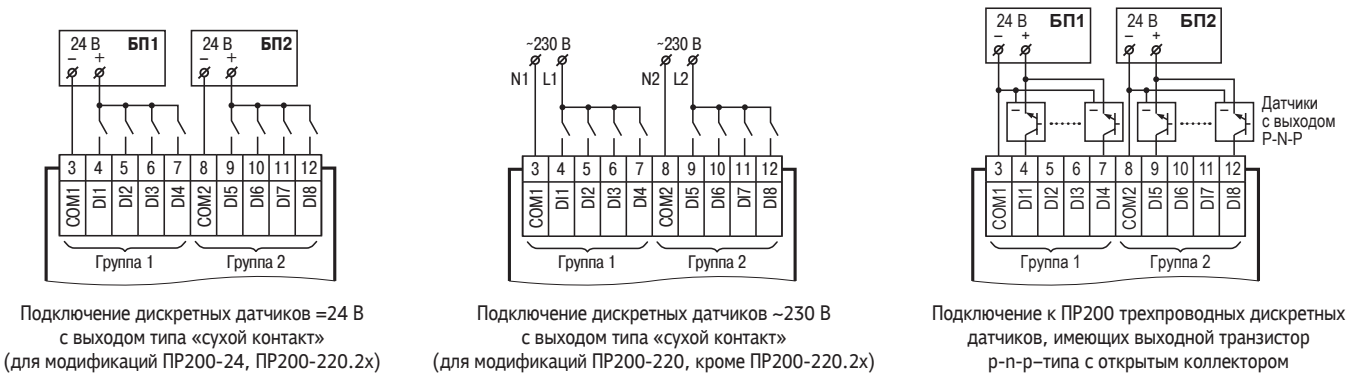 24 В БП1 24 В БП2
– + – +
3 4 5 6 7 8 9 10 11 12
COM1 DI1 DI2 DI3 DI4 COM2 DI5 DI6 DI7 DI8
Группа 1 Группа 2
Подключение дискретных датчиков =24 В
с выходом типа «сухой контакт»
(для модификаций ПР200-24, ПР200-220.2х)
~230 В ~230 В
N1 L1 N2 L2
3 4 5 6 7 8 9 10 11 12
COM1 DI1 DI2 DI3 DI4 COM2 DI5 DI6 DI7 DI8
Группа 1 Группа 2
Подключение дискретных датчиков ~230 В
с выходом типа «сухой контакт»
(для модификаций ПР200-220, кроме ПР200-220.2х)
24 В БП1 24 В БП2
– + – +
– – – –
Датчики
с выходом
P-N-P
3 4 5 6 7 8 9 10 11 12
COM1 DI1 DI2 DI3 DI4 COM2 DI5 DI6 DI7 DI8
Группа 1 Группа 2
Подключение к ПР200 трехпроводных дискретных
датчиков, имеющих выходной транзистор
p-n-p–типа с открытым коллектором